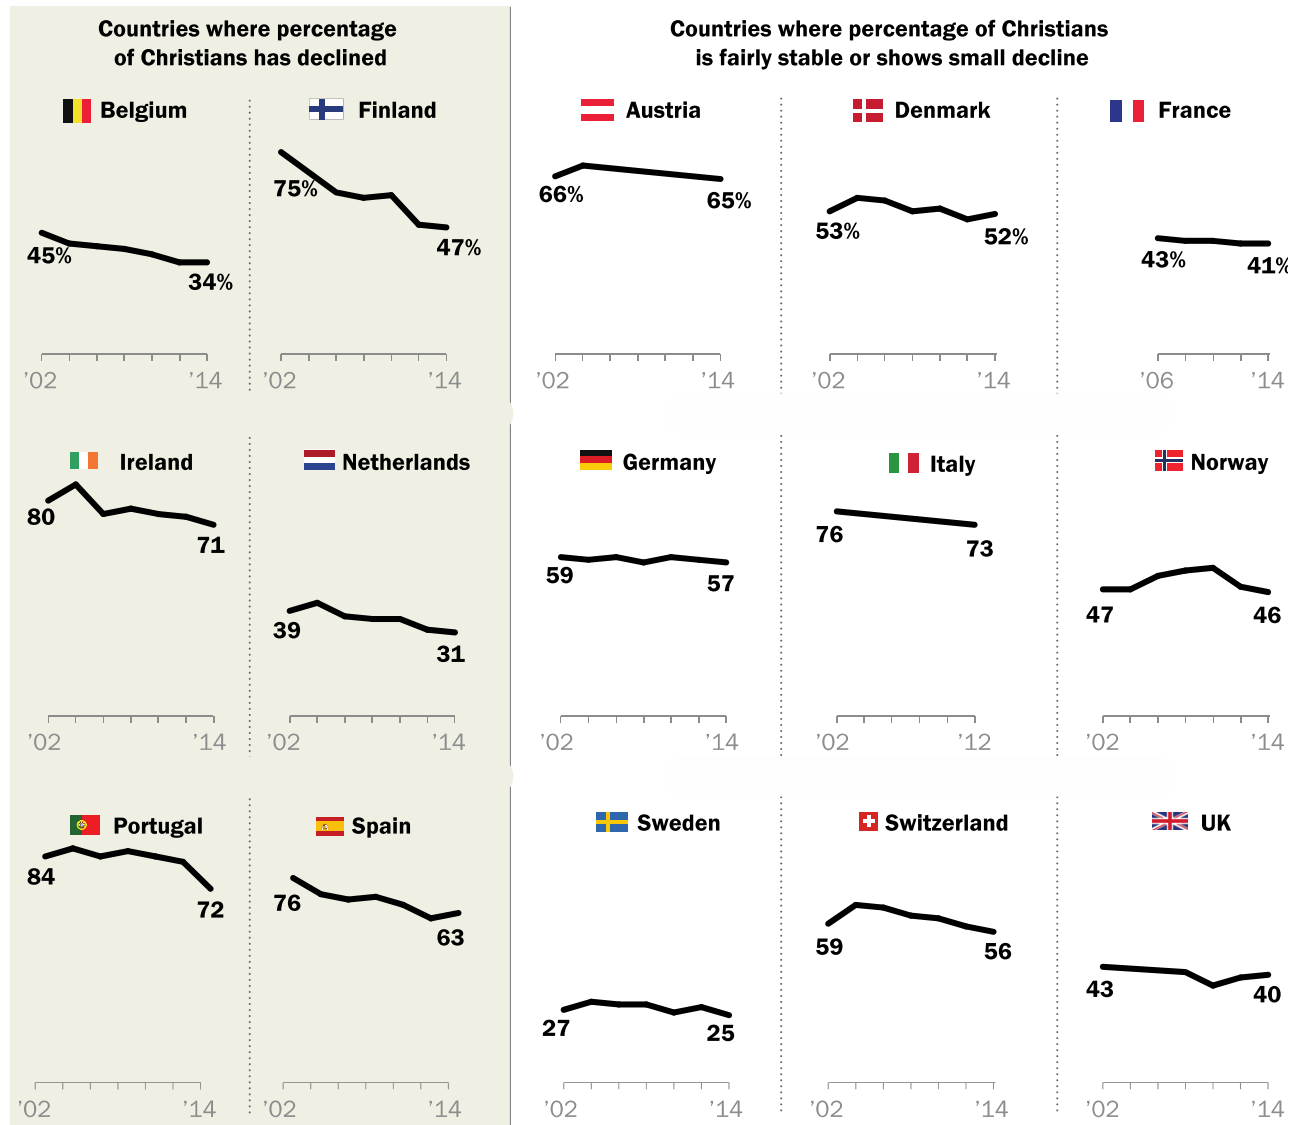 Countries where percentage
of Christians has declined
Countries where percentage of Christians
is fairly stable or shows small decline
Belgium
45%
34%
’02 ’14
Finland
75%
47%
’02 ’14
Austria
66%
65%
’02 ’14
Denmark
53%
52%
’02 ’14
France
43%
41%
’06 ’14
Ireland
80
71
’02 ’14
Netherlands
39
31
’02 ’14
Germany
59
57
’02 ’14
Italy
76
73
’02 ’12
Norway
47
46
’02 ’14
Portugal
84
72
’02 ’14
Spain
76
63
’02 ’14
Sweden
27
25
’02 ’14
Switzerland
59
56
’02 ’14
UK
43
40
’02 ’14